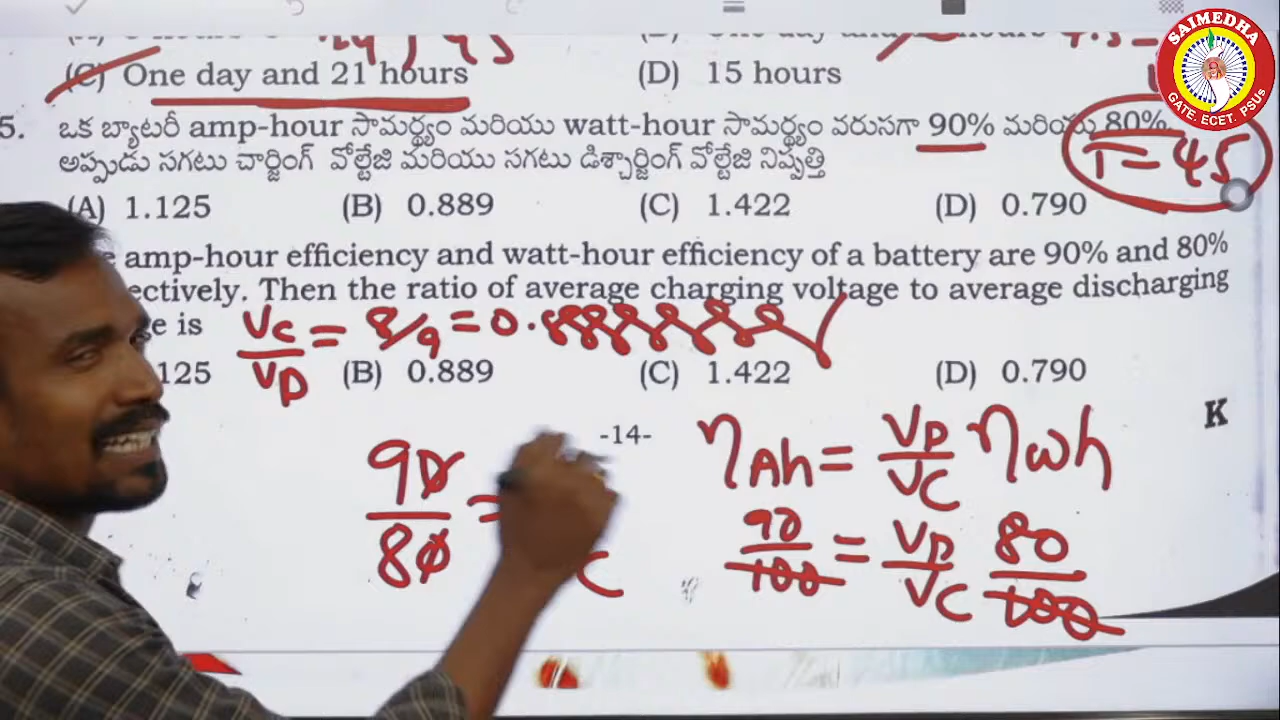 SAIMEDHA
GATE. ECET. PSUs
(C) One day and 21 hours (D) 15 hours
5. ఒక బ్యాటరీ amp-hour సామర్థ్యం మరియు watt-hour సామర్థ్యం వరుసగా 90% మరియు 80%
T = 45
అప్పుడు సగటు చార్జింగ్ వోల్టేజి మరియు సగటు డిశ్చార్జింగ్ వోల్టేజి నిష్పత్తి
(A) 1.125 (B) 0.889 (C) 1.422 (D) 0.790
amp-hour efficiency and watt-hour efficiency of a battery are 90% and 80%
ectively. Then the ratio of average charging voltage to average discharging
e is
Vc/VD = 8/9 = 0.888
125 (B) 0.889 (C) 1.422 (D) 0.790
-14-
K
ηAh = VD/VC ηwh
90/80 =
90/100 = VD/VC 80/100